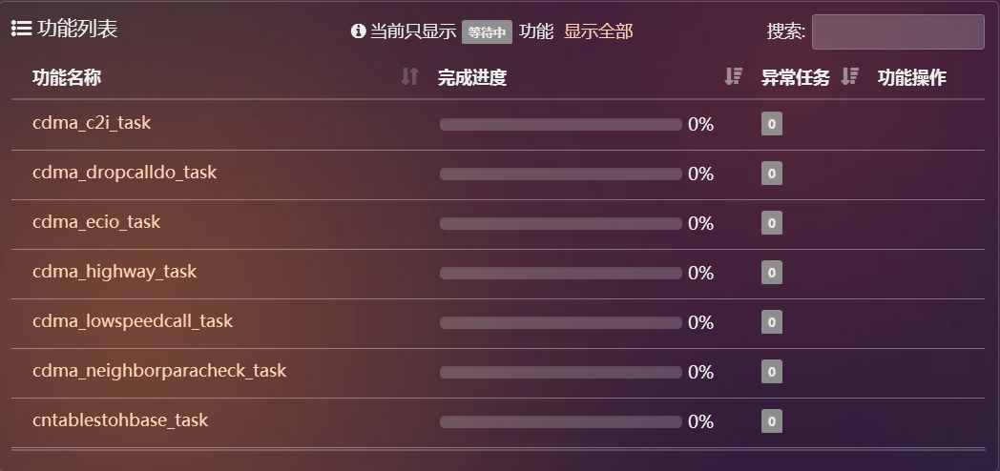 功能列表 当前只显示 等待中 功能 显示全部 搜索:
功能名称 完成进度 异常任务 功能操作
cdma_c2i_task 0% 0
cdma_dropcalldo_task 0% 0
cdma_ecio_task 0% 0
cdma_highway_task 0% 0
cdma_lowspeedcall_task 0% 0
cdma_neighborparacheck_task 0% 0
cntablestohbase_task 0% 0